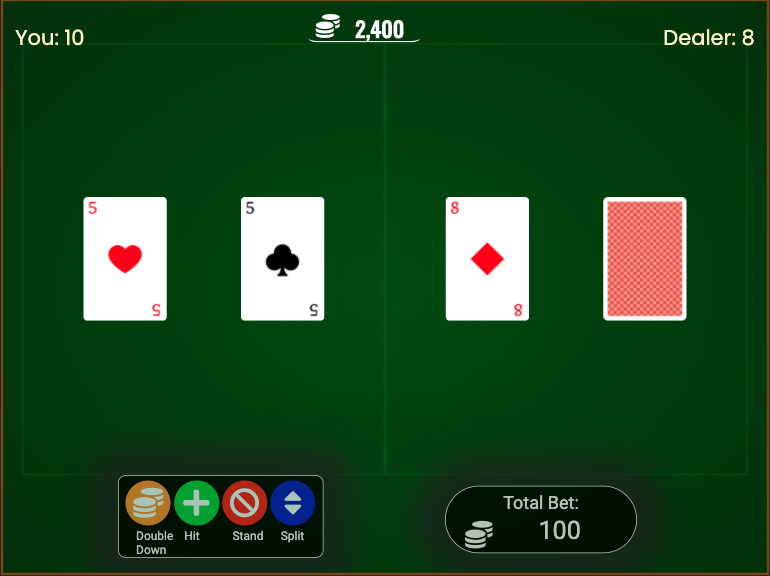 You: 10
2,400
Dealer: 8
5
5
8
5
5
8
Double
Down
Hit
Stand
Split
Total Bet:
100